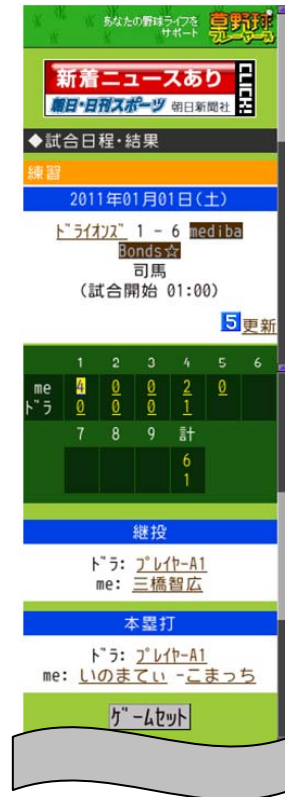 あなたの野球ライフを
サポート
草野球
プレーヤーズ
新着ニュースあり
CLICK
朝日・日刊スポーツ 朝日新聞社
◆試合日程・結果
練習
2011年01月01日(土)
ﾄﾞﾗｲｵﾝｽﾞ 1 - 6 mediba
Bonds☆
司馬
(試合開始 01:00)
5 更新
1 2 3 4 5 6
me 4 0 0 2 0
ﾄﾞﾗ 0 0 0 1
7 8 9 計
6
1
継投
ﾄﾞﾗ: ﾌﾟﾚｲﾔｰA1
me: 三橋智広
本塁打
ﾄﾞﾗ: ﾌﾟﾚｲﾔｰA1
me: いのまてぃ -こまっち
ｹﾞｰﾑｾｯﾄ